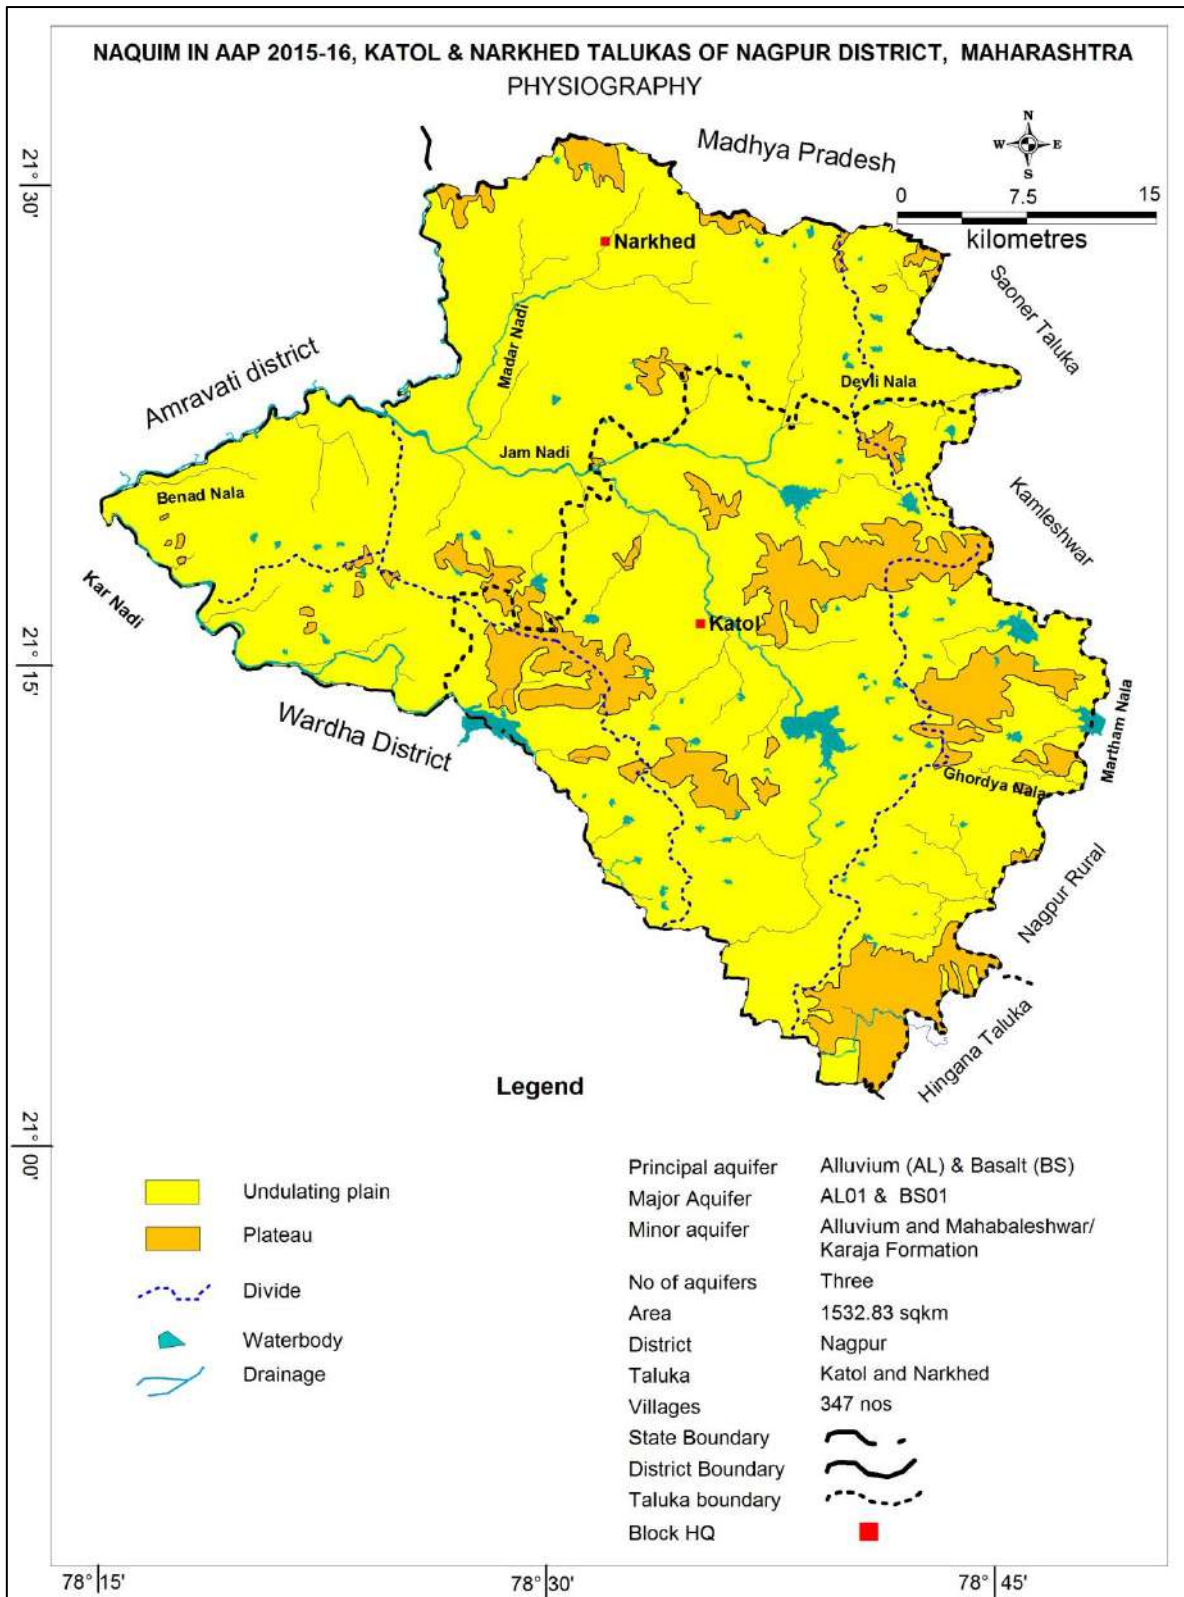 NAQUIM IN AAP 2015-16, KATOL & NARKHED TALUKAS OF NAGPUR DISTRICT, MAHARASHTRA
PHYSIOGRAPHY
Madhya Pradesh
N
W E
S
0 7.5 15
kilometres
21° 30'
Narkhed
Saoner Taluka
Madar Nadi
Amravati district
Devli Nala
Jam Nadi
Benad Nala
Kamleshwar
Kar Nadi
Katol
21° 15'
Wardha District
Martham Nala
Ghordya Nala
Nagpur Rural
Hingana Taluka
Legend
21° 00'
Undulating plain
Plateau
Divide
Waterbody
Drainage
Principal aquifer Alluvium (AL) & Basalt (BS)
Major Aquifer AL01 & BS01
Minor aquifer Alluvium and Mahabaleshwar/
Karaja Formation
No of aquifers Three
Area 1532.83 sqkm
District Nagpur
Taluka Katol and Narkhed
Villages 347 nos
State Boundary
District Boundary
Taluka boundary
Block HQ
78° 15' 78° 30' 78° 45'